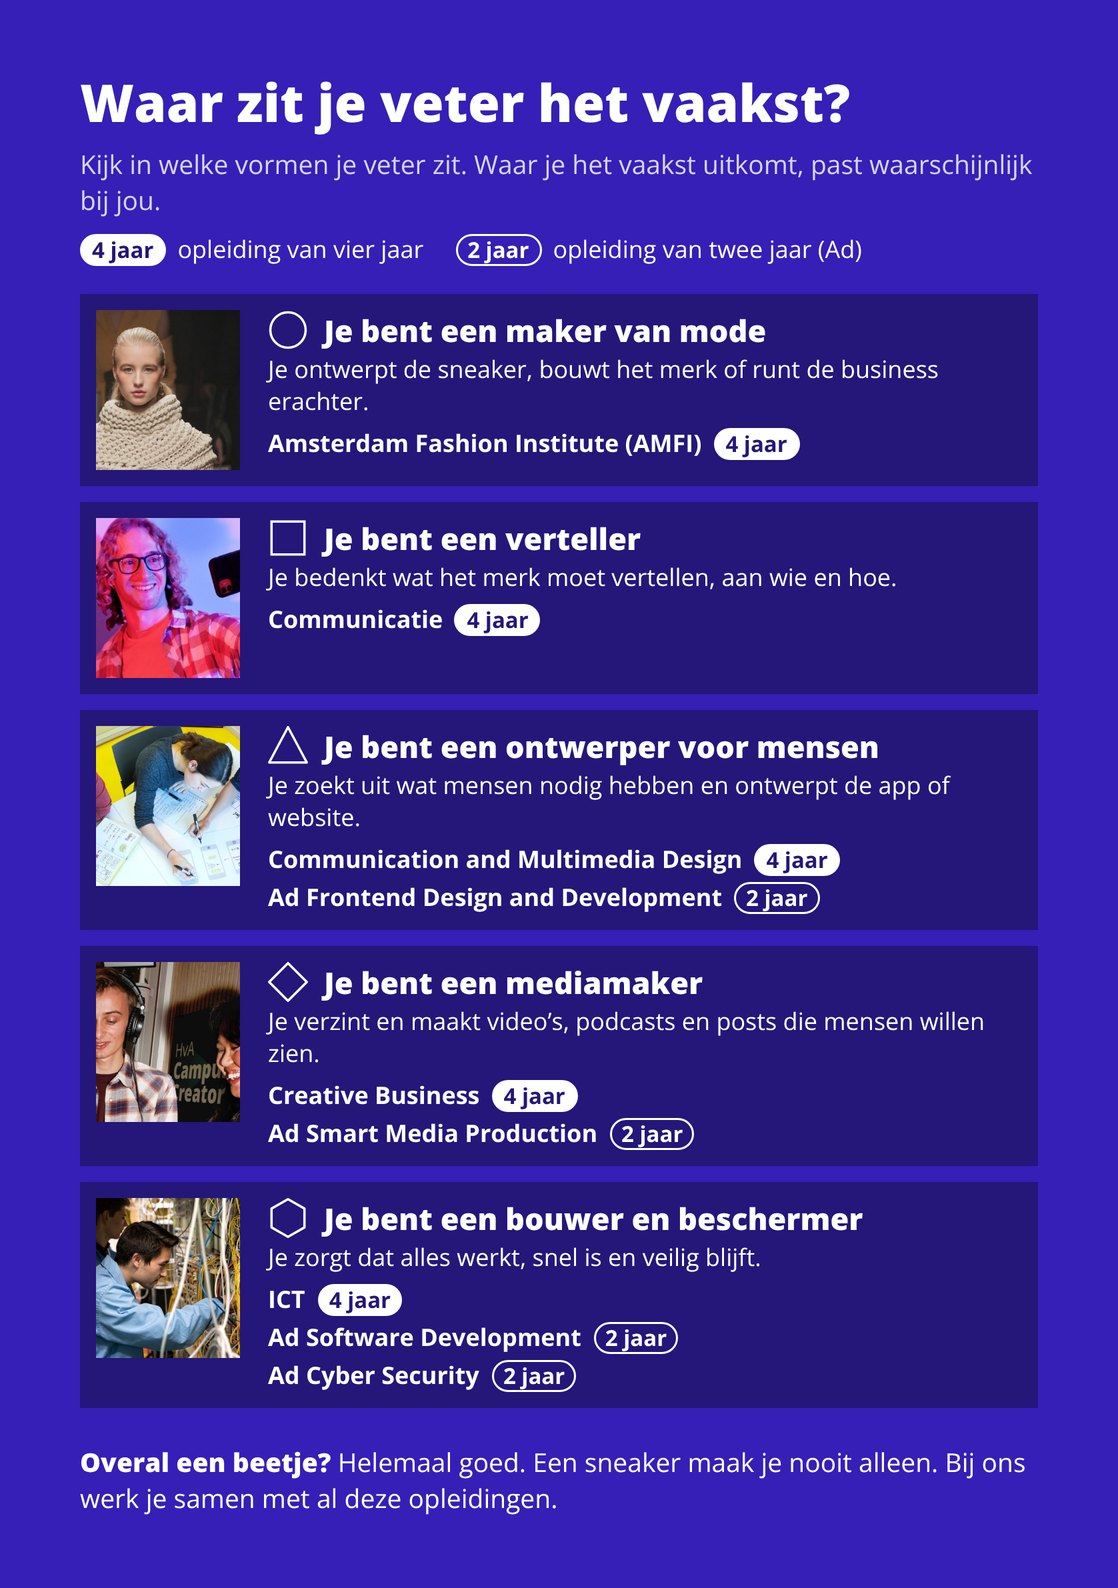 Waar zit je veter het vaakst?
Kijk in welke vormen je veter zit. Waar je het vaakst uitkomt, past waarschijnlijk
bij jou.
4 jaar opleiding van vier jaar 2 jaar opleiding van twee jaar (Ad)
Je bent een maker van mode
Je ontwerpt de sneaker, bouwt het merk of runt de business
erachter.
Amsterdam Fashion Institute (AMFI) 4 jaar
Je bent een verteller
Je bedenkt wat het merk moet vertellen, aan wie en hoe.
Communicatie 4 jaar
Je bent een ontwerper voor mensen
Je zoekt uit wat mensen nodig hebben en ontwerpt de app of
website.
Communication and Multimedia Design 4 jaar
Ad Frontend Design and Development 2 jaar
Je bent een mediamaker
Je verzint en maakt video’s, podcasts en posts die mensen willen
zien.
HvA
Campu
Creator
Creative Business 4 jaar
Ad Smart Media Production 2 jaar
Je bent een bouwer en beschermer
Je zorgt dat alles werkt, snel is en veilig blijft.
ICT 4 jaar
Ad Software Development 2 jaar
Ad Cyber Security 2 jaar
Overal een beetje? Helemaal goed. Een sneaker maak je nooit alleen. Bij ons
werk je samen met al deze opleidingen.